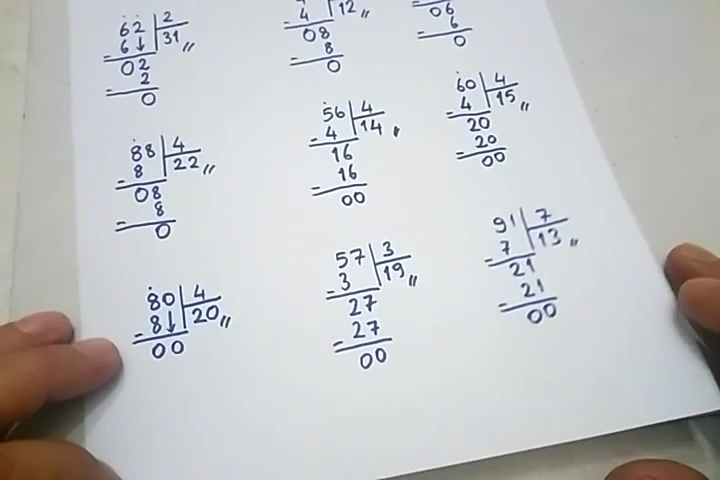 62 | 2
6↓ 31 〃
= 02
2
= 0
4 12 〃
= 08
8
= 0
= 06
6
= 0
88 | 4
8 22 〃
= 08
8
= 0
56 | 4
= 4 14 〃
16
16
= 00
60 | 4
= 4 15 〃
20
20
= 00
80 | 4
= 8↓ 20 〃
00
57 | 3
= 3 19 〃
27
27
= 00
91 | 7
= 7 13 〃
21
21
= 00